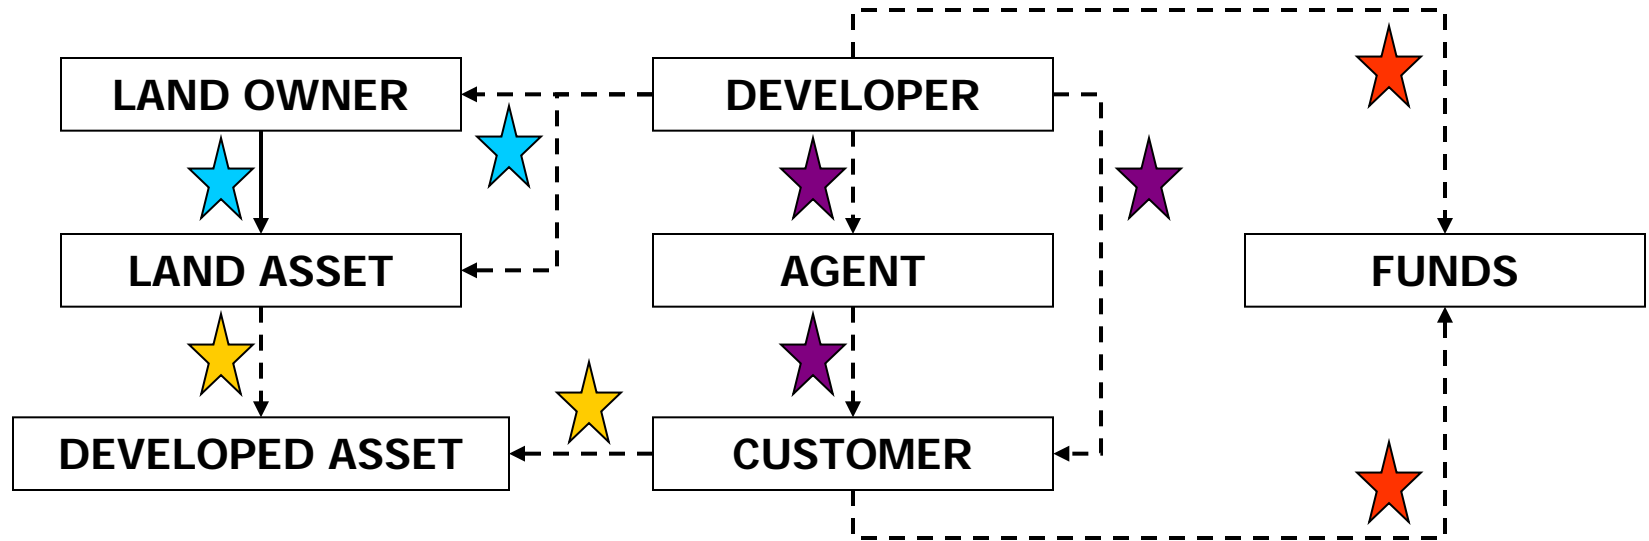 LAND OWNER
DEVELOPER
LAND ASSET
AGENT
FUNDS
DEVELOPED ASSET
CUSTOMER